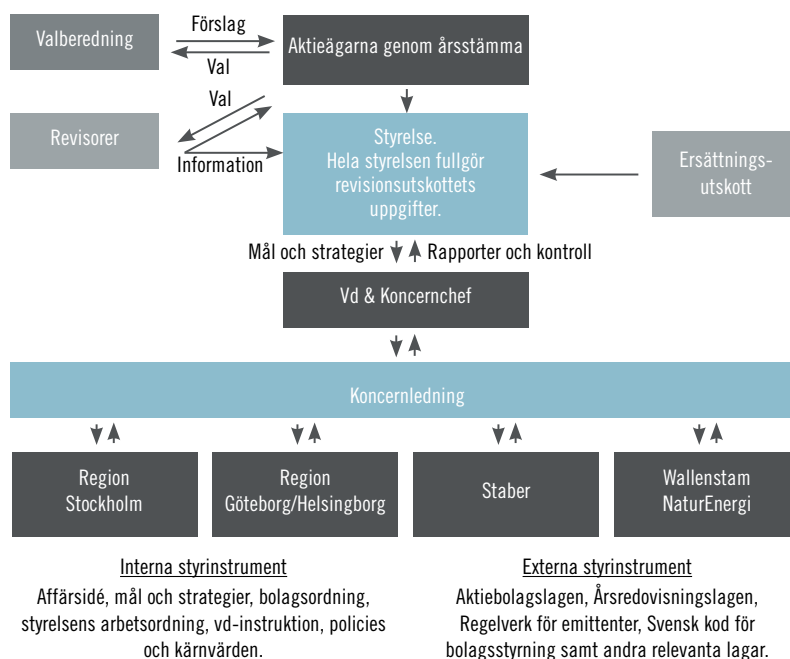 Valberedning
Förslag
Val
Aktieägarna genom årsstämma
Val
Revisorer
Information
Styrelse.
Hela styrelsen fullgör
revisionsutskottets
uppgifter.
Ersättnings-
utskott
Mål och strategier
Rapporter och kontroll
Vd & Koncernchef
Koncernledning
Region
Stockholm
Region
Göteborg/Helsingborg
Staber
Wallenstam
NaturEnergi
Interna styrinstrument
Affärsidé, mål och strategier, bolagsordning,
styrelsens arbetsordning, vd-instruktion, policies
och kärnvärden.
Externa styrinstrument
Aktiebolagslagen, Årsredovisningslagen,
Regelverk för emittenter, Svensk kod för
bolagsstyrning samt andra relevanta lagar.